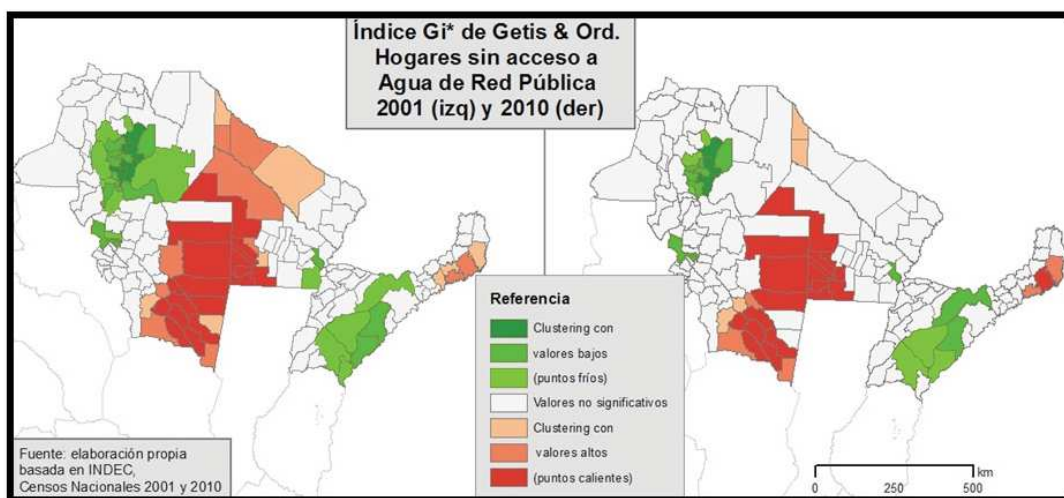 Índice Gi* de Getis & Ord.
Hogares sin acceso a
Agua de Red Pública
2001 (izq) y 2010 (der)
Referencia
Clustering con
valores bajos
(puntos fríos)
Valores no significativos
Clustering con
valores altos
(puntos calientes)
Fuente: elaboración propia
basada en INDEC,
Censos Nacionales 2001 y 2010
km
0 250 500